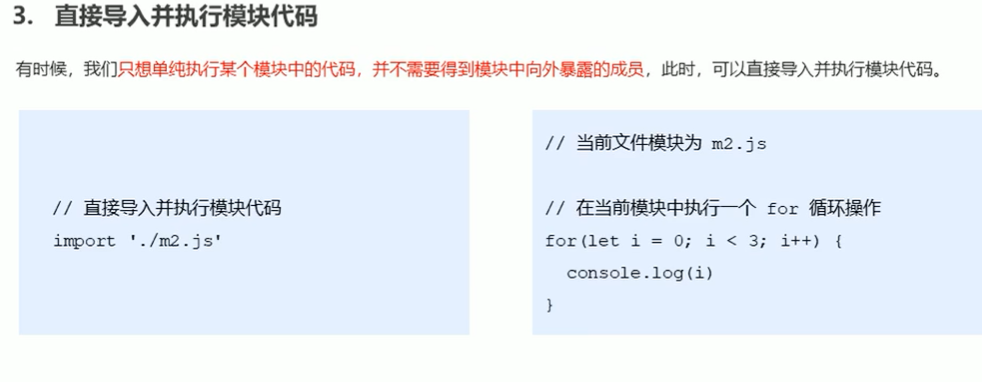 3. 直接导入并执行模块代码
有时候，我们只想单纯执行某个模块中的代码，并不需要得到模块中向外暴露的成员，此时，可以直接导入并执行模块代码。
// 直接导入并执行模块代码
import './m2.js'
// 当前文件模块为 m2.js
// 在当前模块中执行一个 for 循环操作
for(let i = 0; i < 3; i++) {
  console.log(i)
}